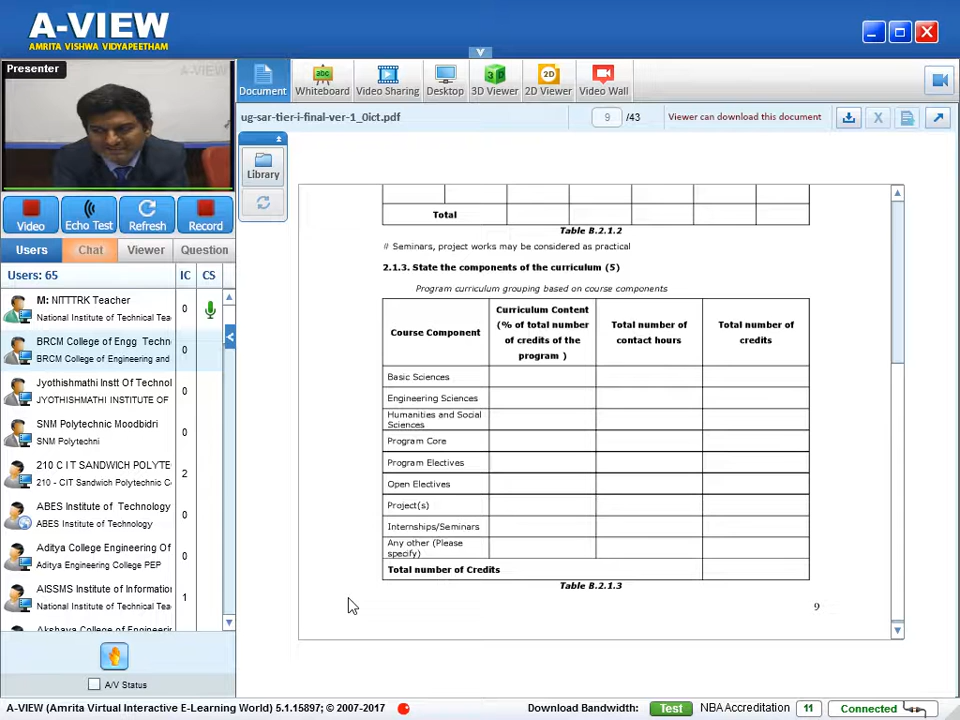 A-VIEW
AMRITA VISHWA VIDYAPEETHAM
Presenter
A-VIEW
Document
Whiteboard
Video Sharing
Desktop
3D Viewer
2D Viewer
Video Wall
ug-sar-tier-i-final-ver-1_0ict.pdf
9 /43
Viewer can download this document
Library
Video
Echo Test
Refresh
Record
Users
Chat
Viewer
Question
Users: 65 IC CS
M: NITTTRK Teacher 0
National Institute of Technical Tea
BRCM College of Engg Techn 0
BRCM College of Engineering and
Jyothishmathi Instt Of Technol 0
JYOTHISHMATHI INSTITUTE OF
SNM Polytechnic Moodbidri 0
SNM Polytechni
210 C I T SANDWICH POLYTE 2
210 - CIT Sandwich Polytechnic C
ABES Institute of Technology 0
ABES Institute of Technology
Aditya College Engineering Of 0
Aditya Engineering College PEP
AISSMS Institute of Informatior 1
National Institute of Technical Tea
Akshaya College of Engineeri
A/V Status
Total
Table B.2.1.2
# Seminars, project works may be considered as practical
2.1.3. State the components of the curriculum (5)
Program curriculum grouping based on course components
Course Component
Curriculum Content
(% of total number
of credits of the
program )
Total number of
contact hours
Total number of
credits
Basic Sciences
Engineering Sciences
Humanities and Social
Sciences
Program Core
Program Electives
Open Electives
Project(s)
Internships/Seminars
Any other (Please
specify)
Total number of Credits
Table B.2.1.3
9
A-VIEW (Amrita Virtual Interactive E-Learning World) 5.1.15897; © 2007-2017
Download Bandwidth: Test NBA Accreditation 11 Connected